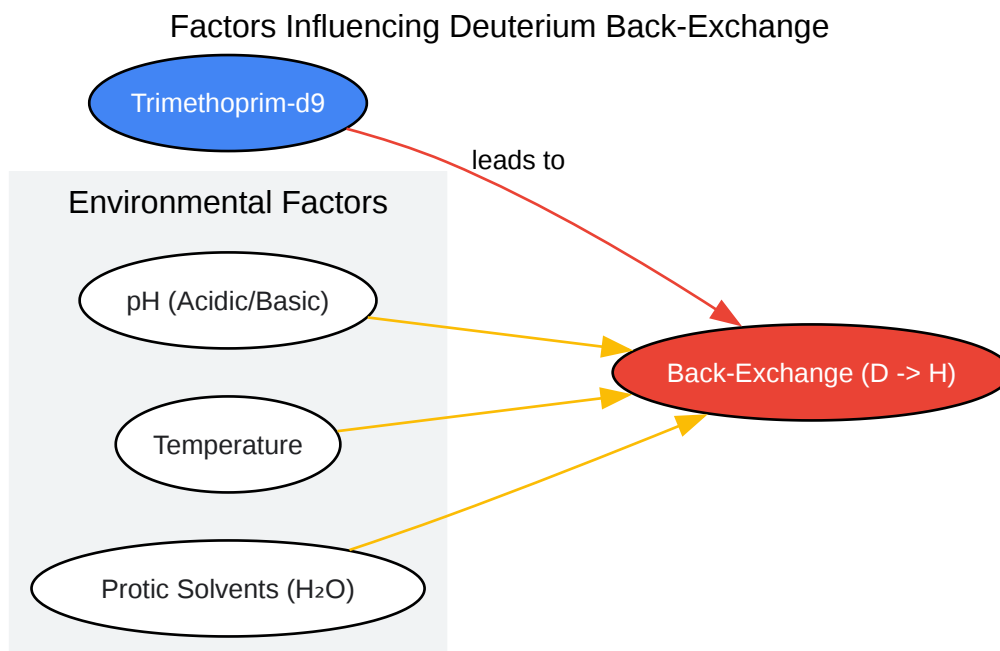 Factors Influencing Deuterium Back-Exchange
Trimethoprim-d9
leads to
Environmental Factors
pH (Acidic/Basic)
Temperature
Protic Solvents (H₂O)
Back-Exchange (D -> H)